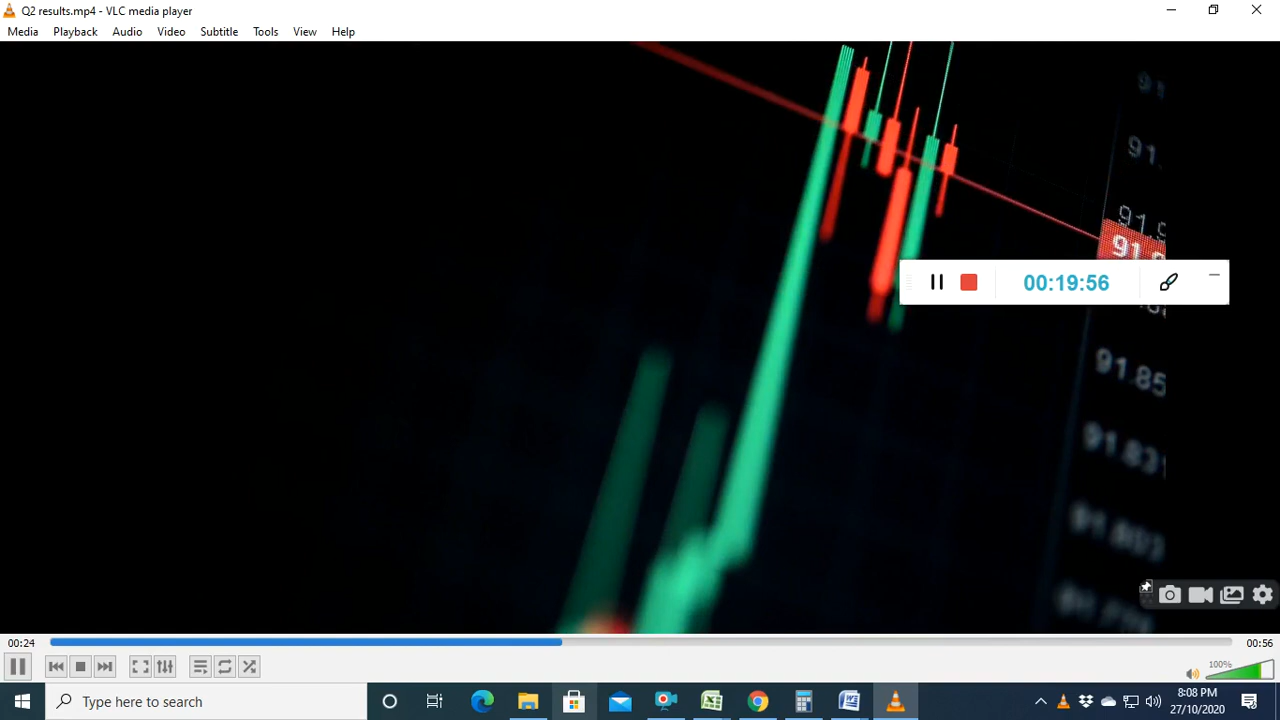 Q2 results.mp4 - VLC media player
Media Playback Audio Video Subtitle Tools View Help
91.
91.
91.85
00:19:56
00:24
00:56
100%
Type here to search
8:08 PM
27/10/2020